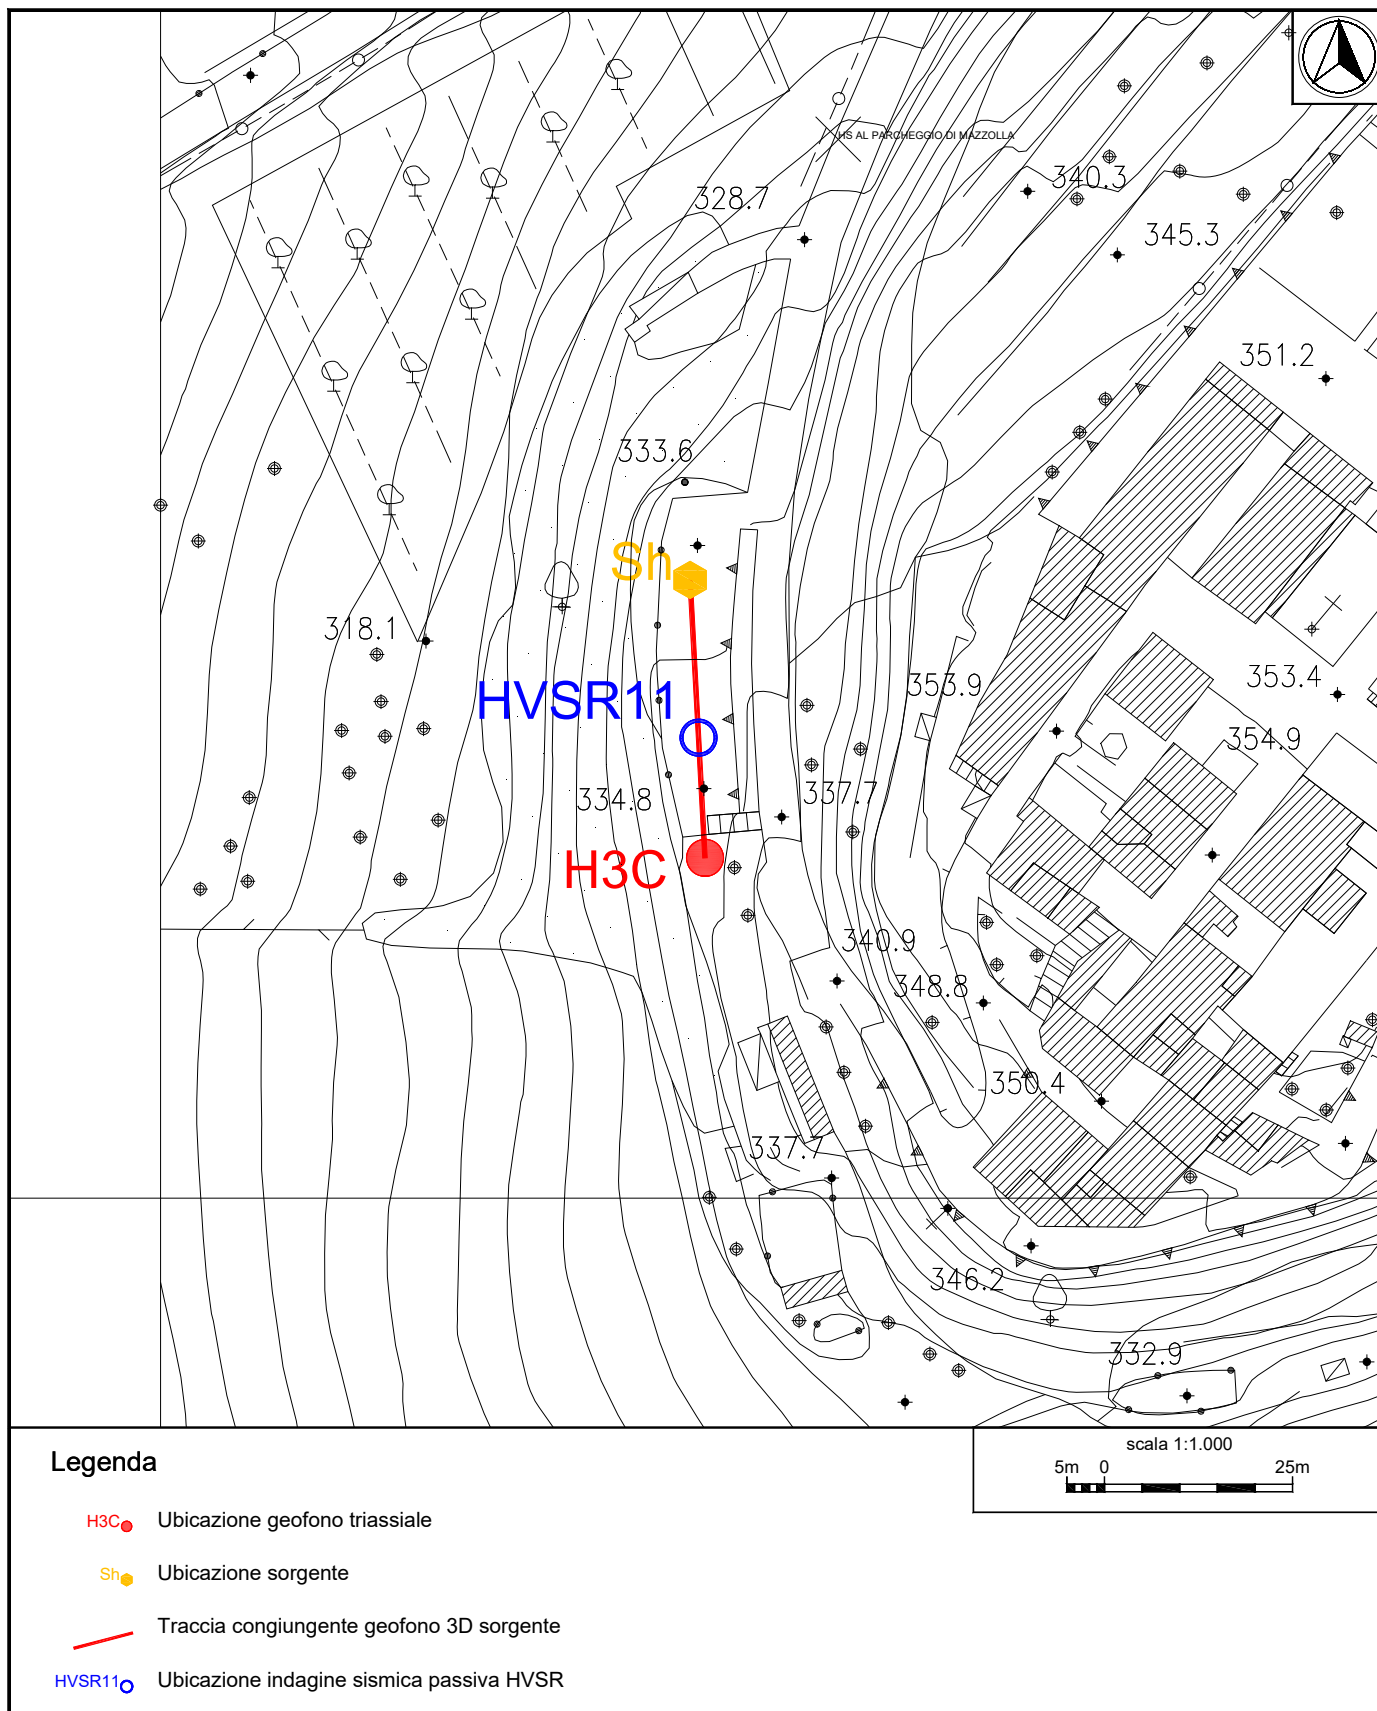 HS AL PARCHEGGIO DI MAZZOLLA
340.3
328.7
345.3
351.2
333.6
Sh
318.1
353.9
353.4
HVSR11
354.9
334.8
337.7
H3C
340.9
348.8
350.4
337.7
346.2
332.9
Legenda
H3C Ubicazione geofono triassiale
Sh Ubicazione sorgente
Traccia congiungente geofono 3D sorgente
HVSR11 Ubicazione indagine sismica passiva HVSR
scala 1:1.000
5m 0 25m